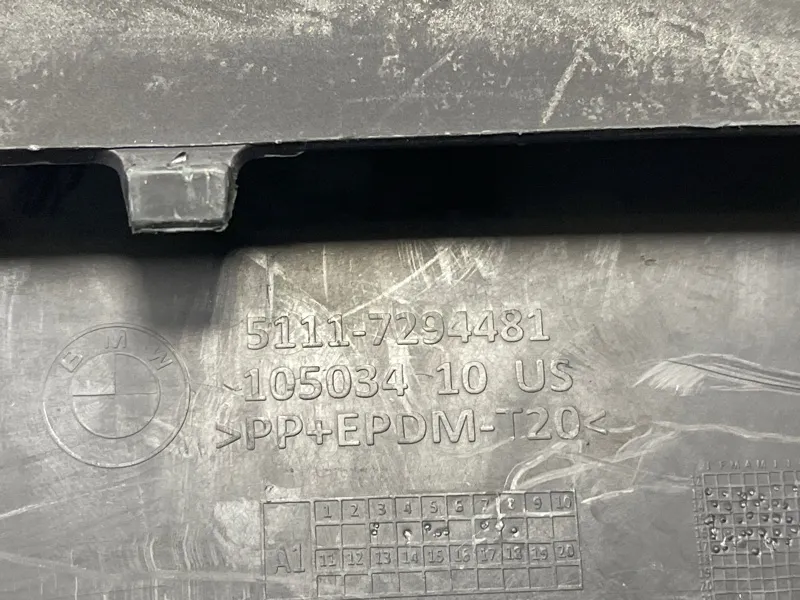 BMW
5111-7294481
105034 10 US
>PP+EPDM-T20<
1 2 3 4 5 6 7 8 9 10
A1
11 12 13 14 15 16 17 18 19 20
J F M A M J J